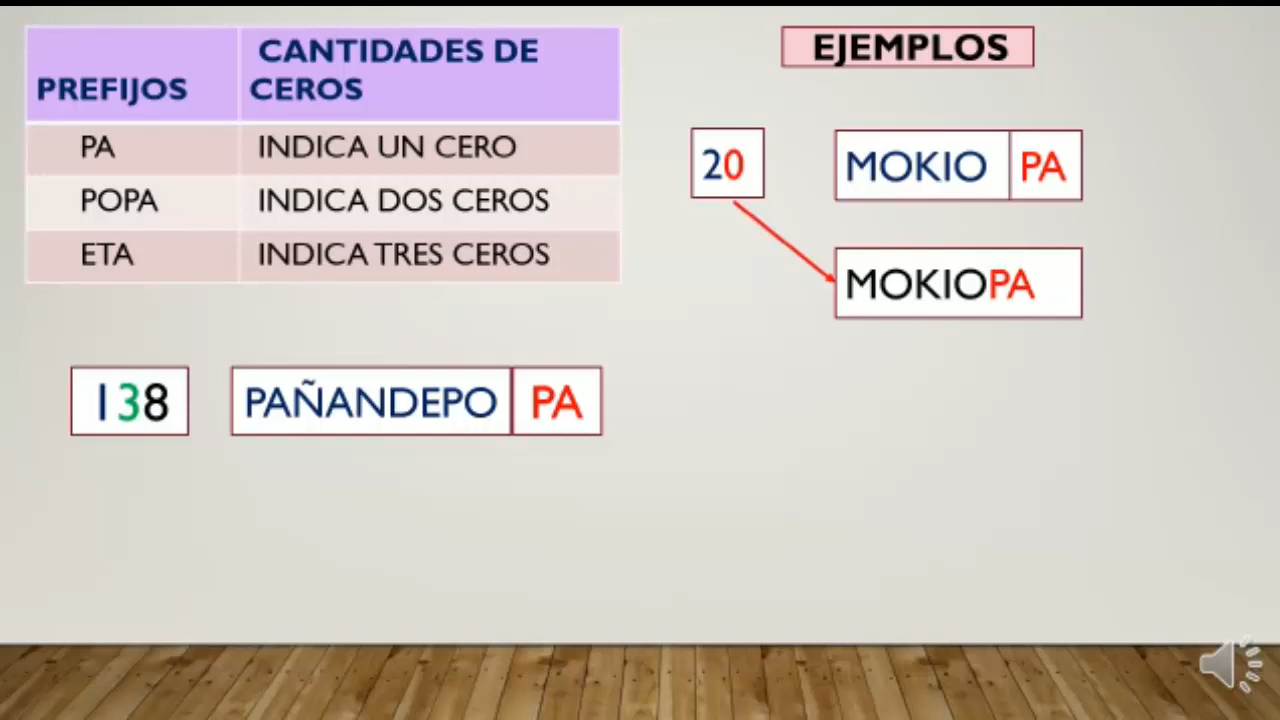 PREFIJOS
CANTIDADES DE
CEROS
PA INDICA UN CERO
POPA INDICA DOS CEROS
ETA INDICA TRES CEROS
EJEMPLOS
20 MOKIO PA
MOKIOPA
138 PAÑANDEPO PA